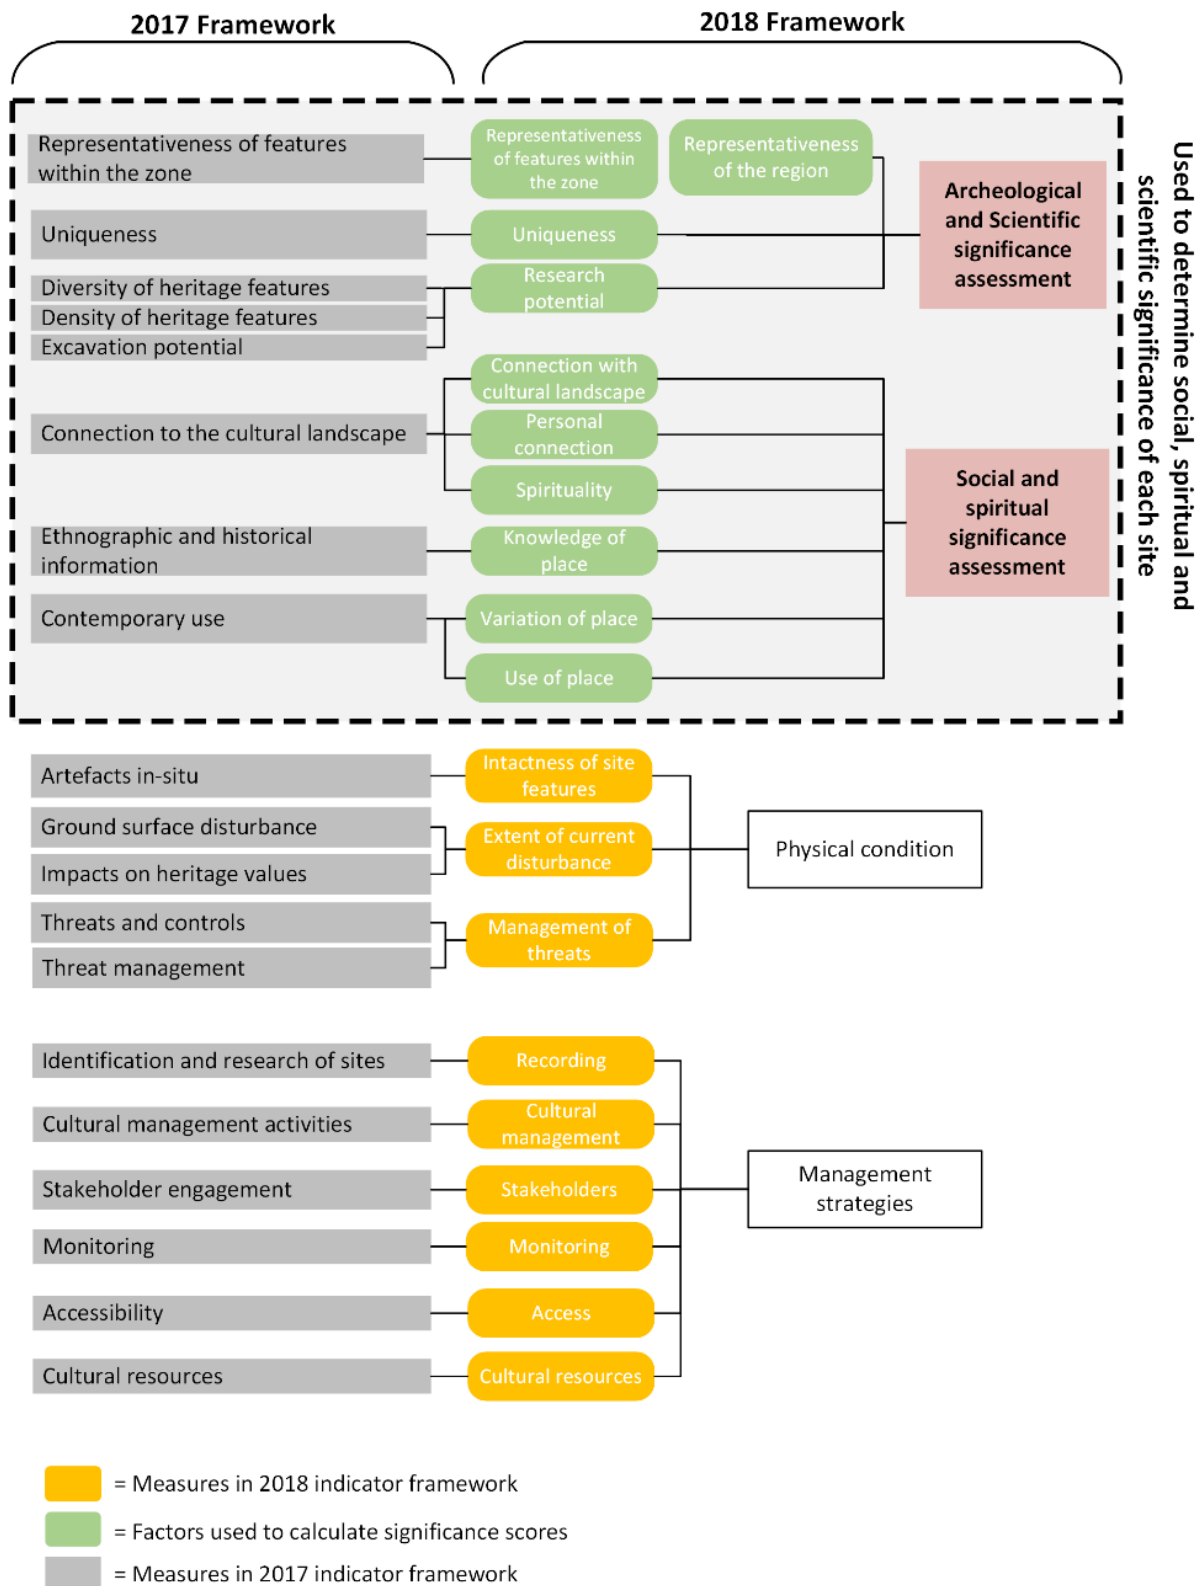 2017 Framework
2018 Framework
Representativeness of features
within the zone
Representativeness
of features within
the zone
Representativeness
of the region
Archeological
and Scientific
significance
assessment
Uniqueness
Uniqueness
Diversity of heritage features
Density of heritage features
Excavation potential
Research
potential
Connection to the cultural landscape
Connection with
cultural landscape
Personal
connection
Spirituality
Social and
spiritual
significance
assessment
Ethnographic and historical
information
Knowledge of
place
Contemporary use
Variation of place
Use of place
Used to determine social, spiritual and
scientific significance of each site
Artefacts in-situ
Intactness of site
features
Ground surface disturbance
Impacts on heritage values
Extent of current
disturbance
Physical condition
Threats and controls
Threat management
Management of
threats
Identification and research of sites
Recording
Cultural management activities
Cultural
management
Stakeholder engagement
Stakeholders
Management
strategies
Monitoring
Monitoring
Accessibility
Access
Cultural resources
Cultural resources
= Measures in 2018 indicator framework
= Factors used to calculate significance scores
= Measures in 2017 indicator framework